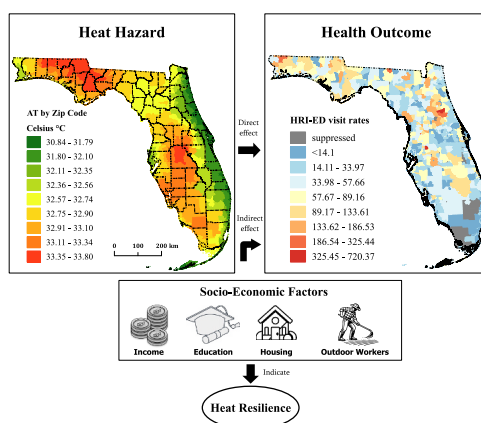 Heat Hazard
AT by Zip Code
Celsius °C
30.84 - 31.79
31.80 - 32.10
32.11 - 32.35
32.36 - 32.56
32.57 - 32.74
32.75 - 32.90
32.91 - 33.10
33.11 - 33.34
33.35 - 33.80
0 100 200 km
Direct
effect
Indirect
effect
Health Outcome
HRI-ED visit rates
suppressed
<14.1
14.11 - 33.97
33.98 - 57.66
57.67 - 89.16
89.17 - 133.61
133.62 - 186.53
186.54 - 325.44
325.45 - 720.37
Socio-Economic Factors
Income Education Housing Outdoor Workers
Indicate
Heat Resilience